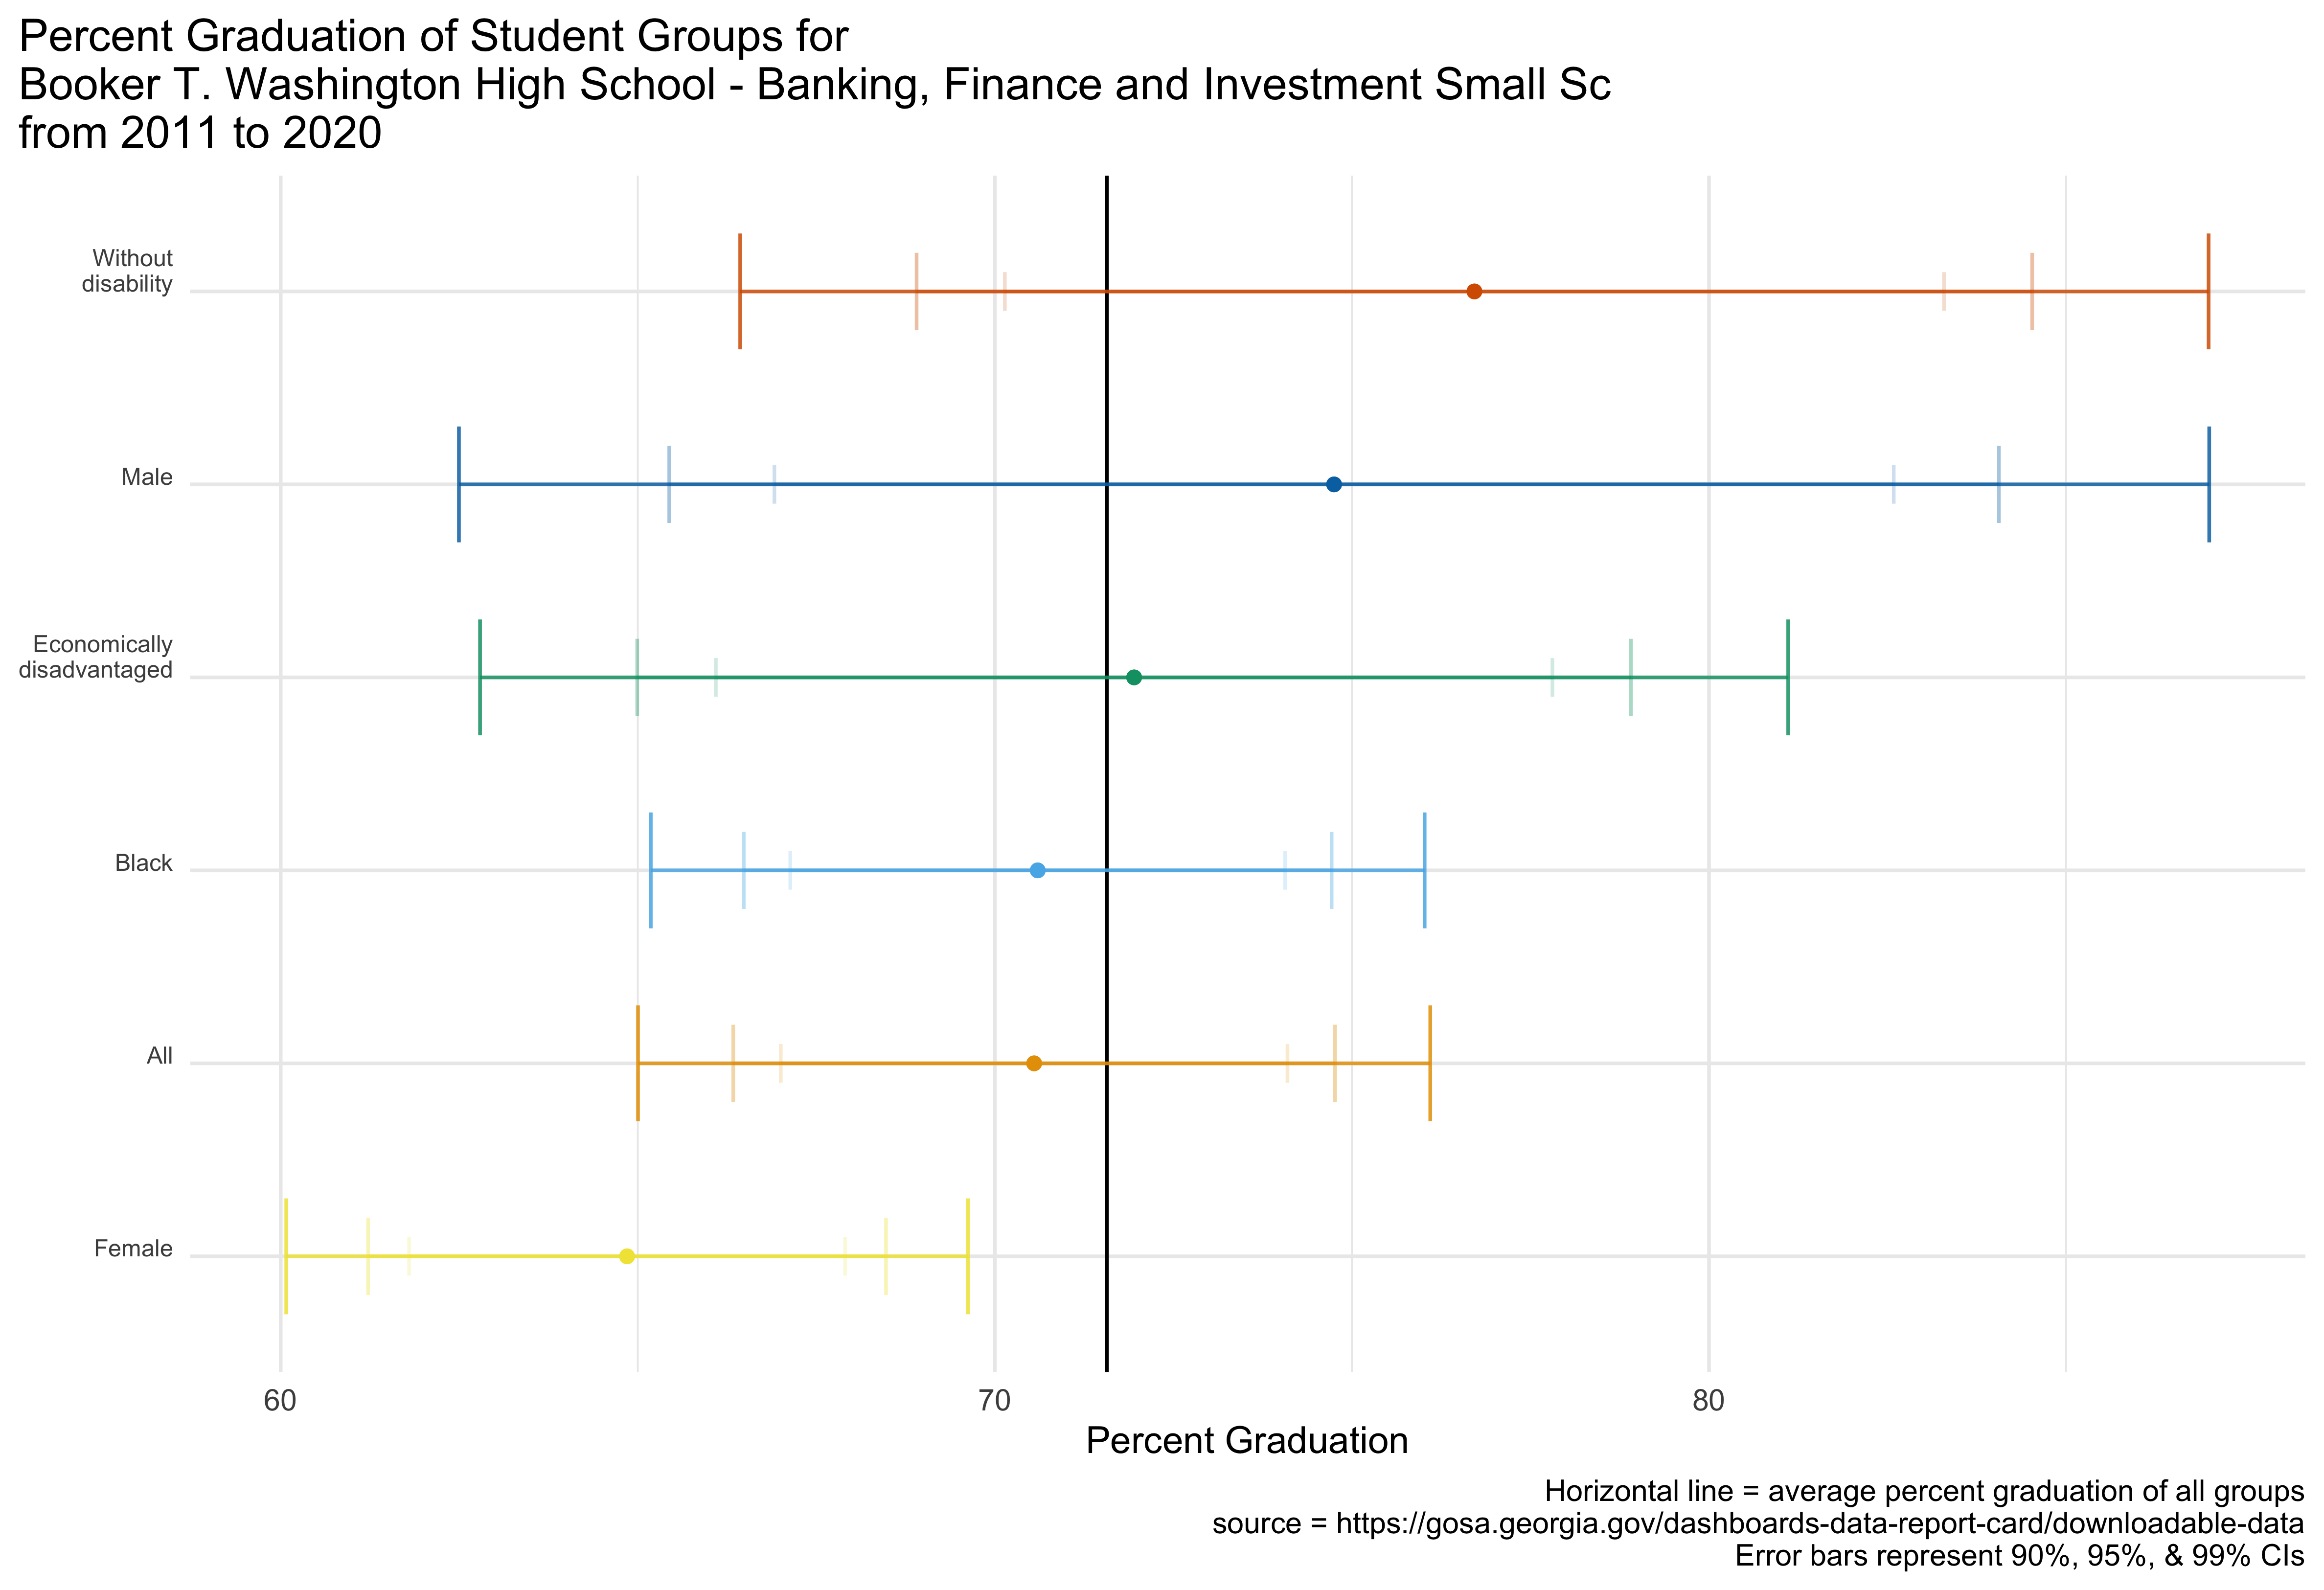 Percent Graduation of Student Groups for
Booker T. Washington High School - Banking, Finance and Investment Small Sc
from 2011 to 2020
Without
disability
Male
Economically
disadvantaged
Black
All
Female
60 70 80
Percent Graduation
Horizontal line = average percent graduation of all groups
source = https://gosa.georgia.gov/dashboards-data-report-card/downloadable-data
Error bars represent 90%, 95%, & 99% CIs